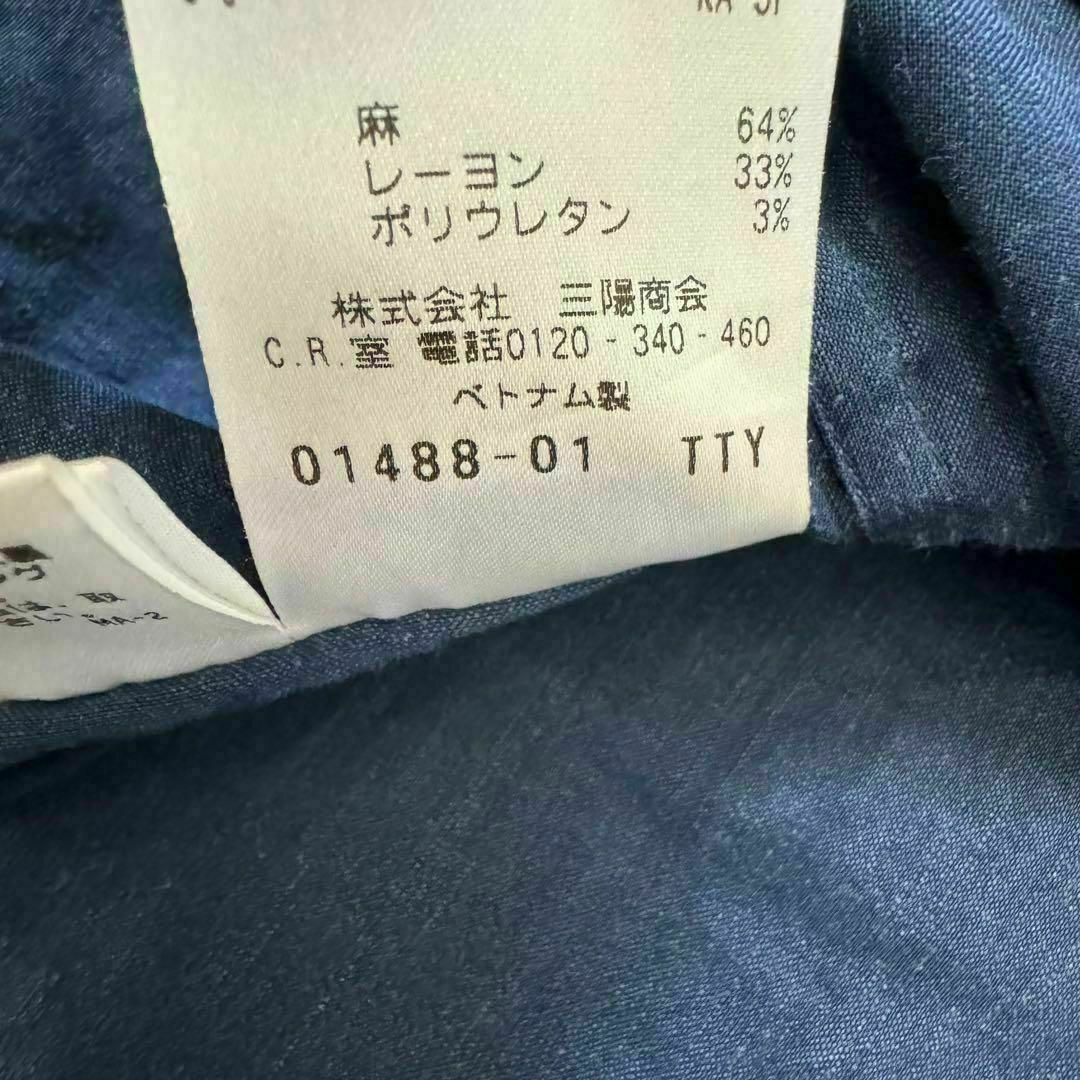 麻 64%
レーヨン 33%
ポリウレタン 3%
株式会社 三陽商会
C.R.室 電話0120-340-460
ベトナム製
01488-01 TTY
MA-2